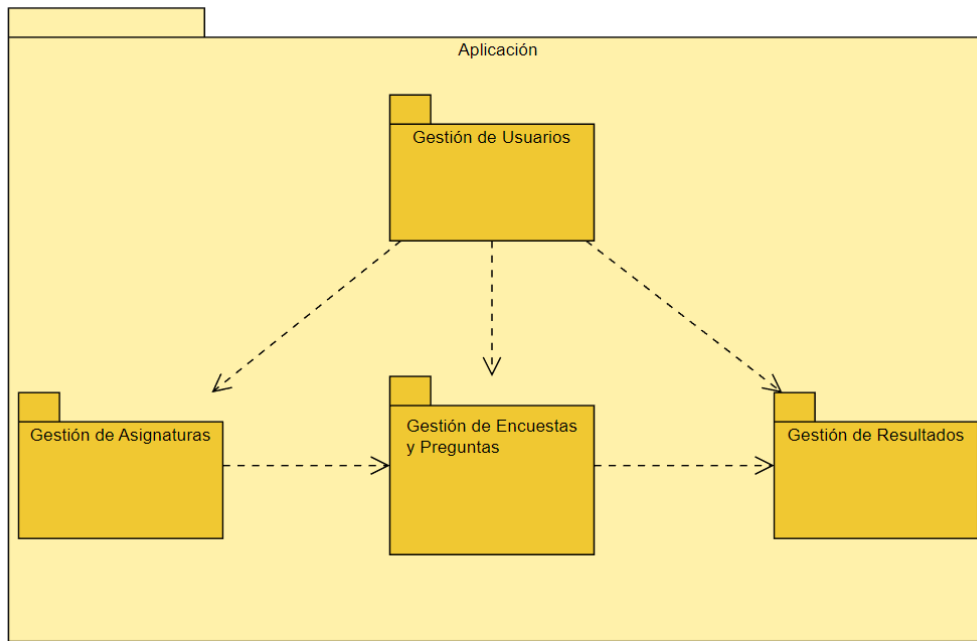 Aplicación
Gestión de Usuarios
Gestión de Asignaturas
Gestión de Encuestas
y Preguntas
Gestión de Resultados